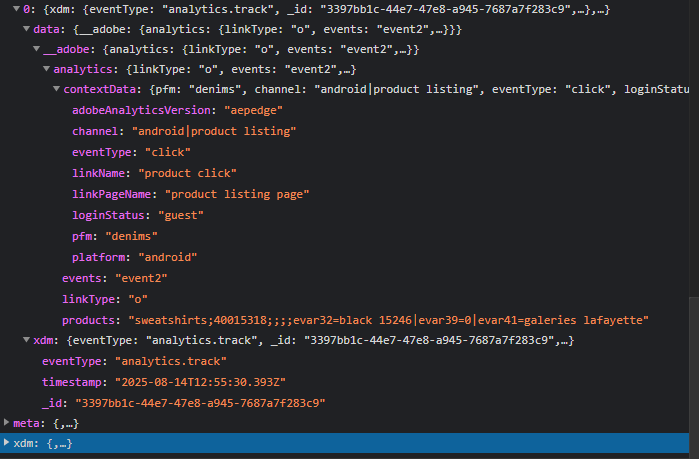 0: {xdm: {eventType: "analytics.track", _id: "3397bb1c-44e7-47e8-a945-7687a7f283c9",…},…}
data: {__adobe: {analytics: {linkType: "o", events: "event2",…}}}
__adobe: {analytics: {linkType: "o", events: "event2",…}}
analytics: {linkType: "o", events: "event2",…}
contextData: {pfm: "denims", channel: "android|product listing", eventType: "click", loginStatu
adobeAnalyticsVersion: "aepedge"
channel: "android|product listing"
eventType: "click"
linkName: "product click"
linkPageName: "product listing page"
loginStatus: "guest"
pfm: "denims"
platform: "android"
events: "event2"
linkType: "o"
products: "sweatshirts;40015318;;;;evar32=black 15246|evar39=0|evar41=galeries lafayette"
xdm: {eventType: "analytics.track", _id: "3397bb1c-44e7-47e8-a945-7687a7f283c9",…}
eventType: "analytics.track"
timestamp: "2025-08-14T12:55:30.393Z"
_id: "3397bb1c-44e7-47e8-a945-7687a7f283c9"
meta: {,…}
xdm: {,…}